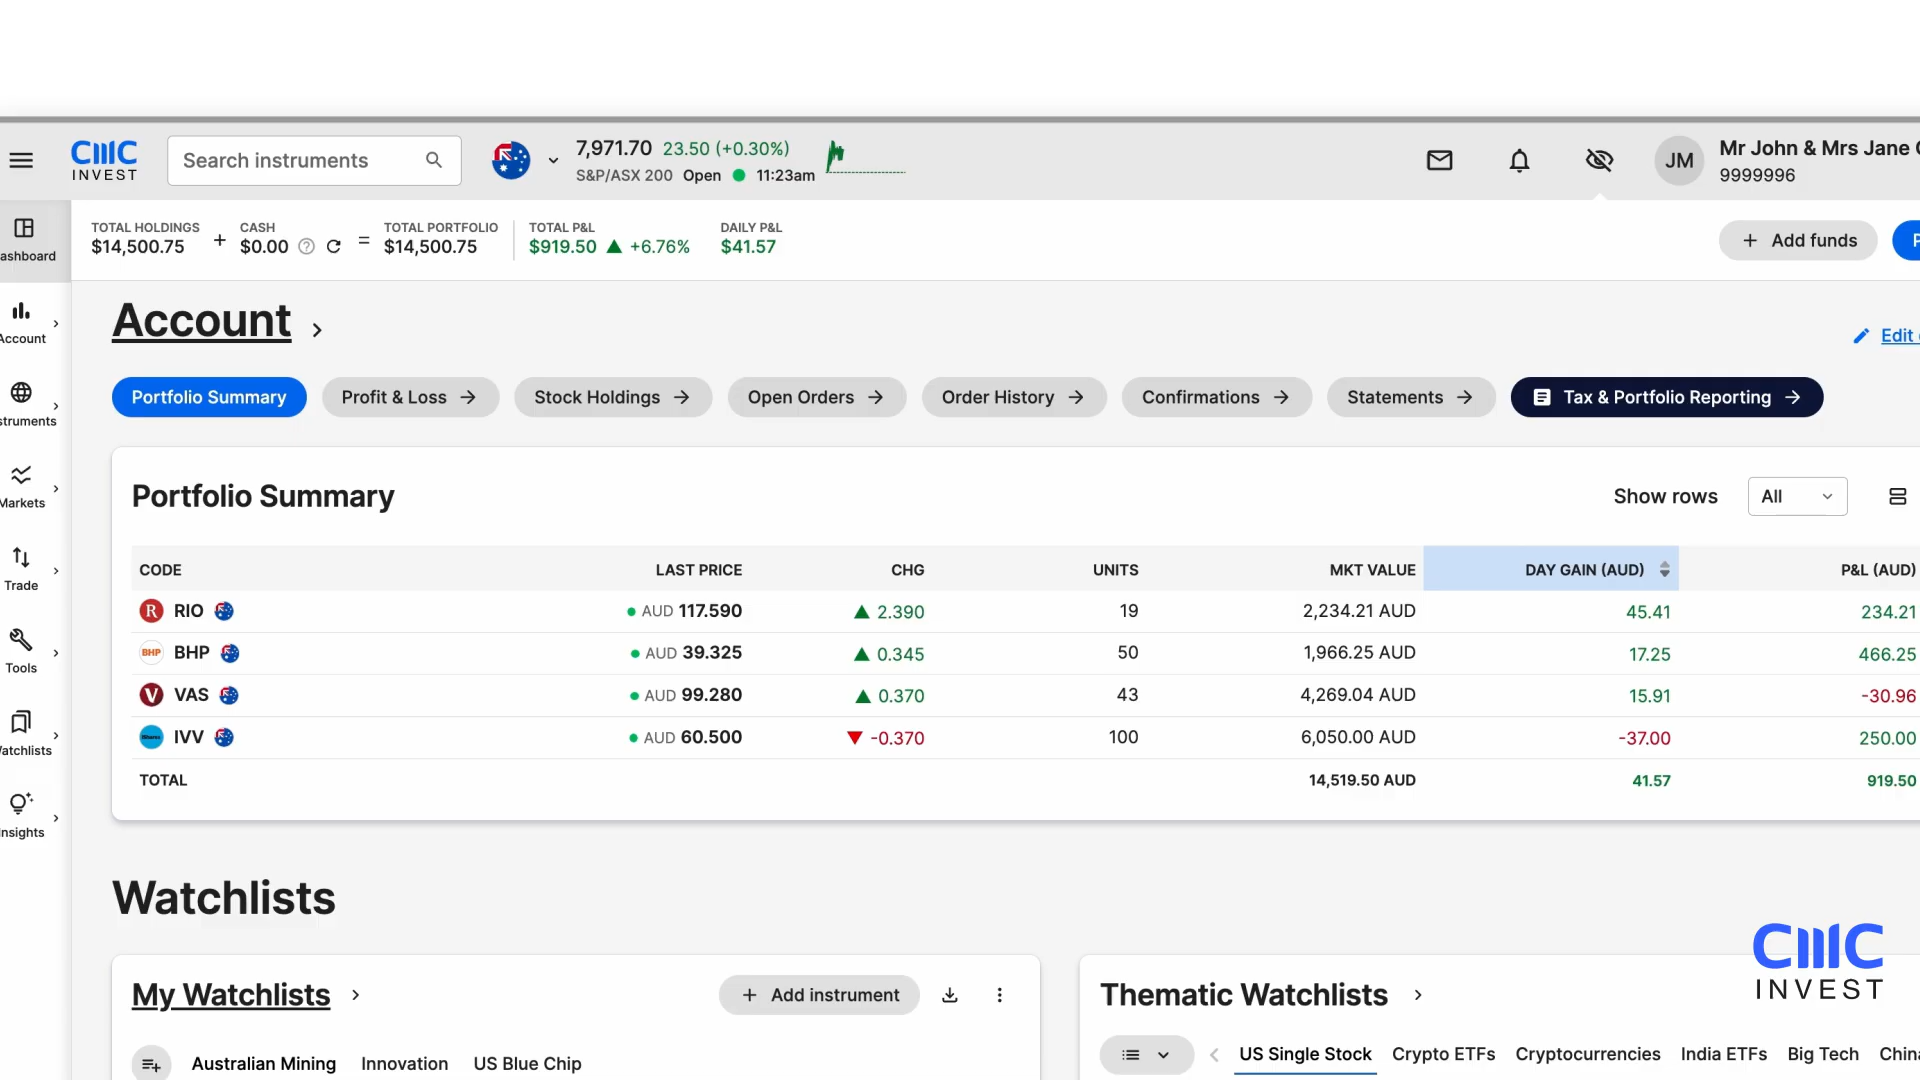 CMC INVEST
Search instruments
7,971.70 23.50 (+0.30%)
S&P/ASX 200 Open 11:23am
JM
Mr John & Mrs Jane C
9999996
TOTAL HOLDINGS
$14,500.75
+
CASH
$0.00
=
TOTAL PORTFOLIO
$14,500.75
TOTAL P&L
$919.50 ▲ +6.76%
DAILY P&L
$41.57
+ Add funds
P
ashboard
Account
struments
Markets
Trade
Tools
atchlists
nsights
Account
Edit
Portfolio Summary
Profit & Loss →
Stock Holdings →
Open Orders →
Order History →
Confirmations →
Statements →
Tax & Portfolio Reporting →
Portfolio Summary
Show rows All
CODE LAST PRICE CHG UNITS MKT VALUE DAY GAIN (AUD) P&L (AUD)
R RIO AUD 117.590 ▲ 2.390 19 2,234.21 AUD 45.41 234.21
BHP BHP AUD 39.325 ▲ 0.345 50 1,966.25 AUD 17.25 466.25
V VAS AUD 99.280 ▲ 0.370 43 4,269.04 AUD 15.91 -30.96
IVV AUD 60.500 ▼ -0.370 100 6,050.00 AUD -37.00 250.00
TOTAL 14,519.50 AUD 41.57 919.50
Watchlists
My Watchlists
+ Add instrument
Australian Mining Innovation US Blue Chip
Thematic Watchlists
US Single Stock Crypto ETFs Cryptocurrencies India ETFs Big Tech China
CMC INVEST